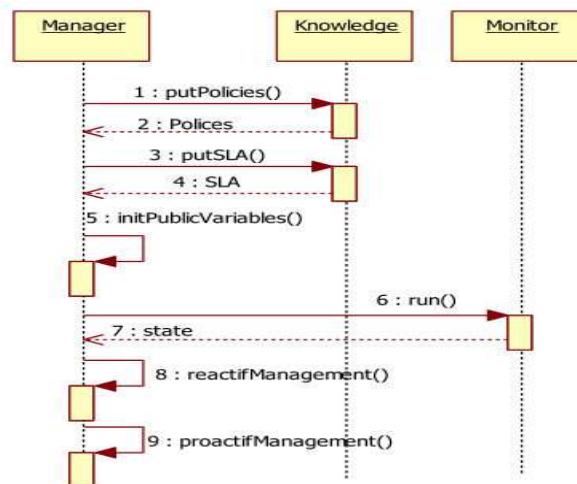 Manager
Knowledge
Monitor
1 : putPolicies()
2 : Polices
3 : putSLA()
4 : SLA
5 : initPublicVariables()
6 : run()
7 : state
8 : reactifManagement()
9 : proactifManagement()